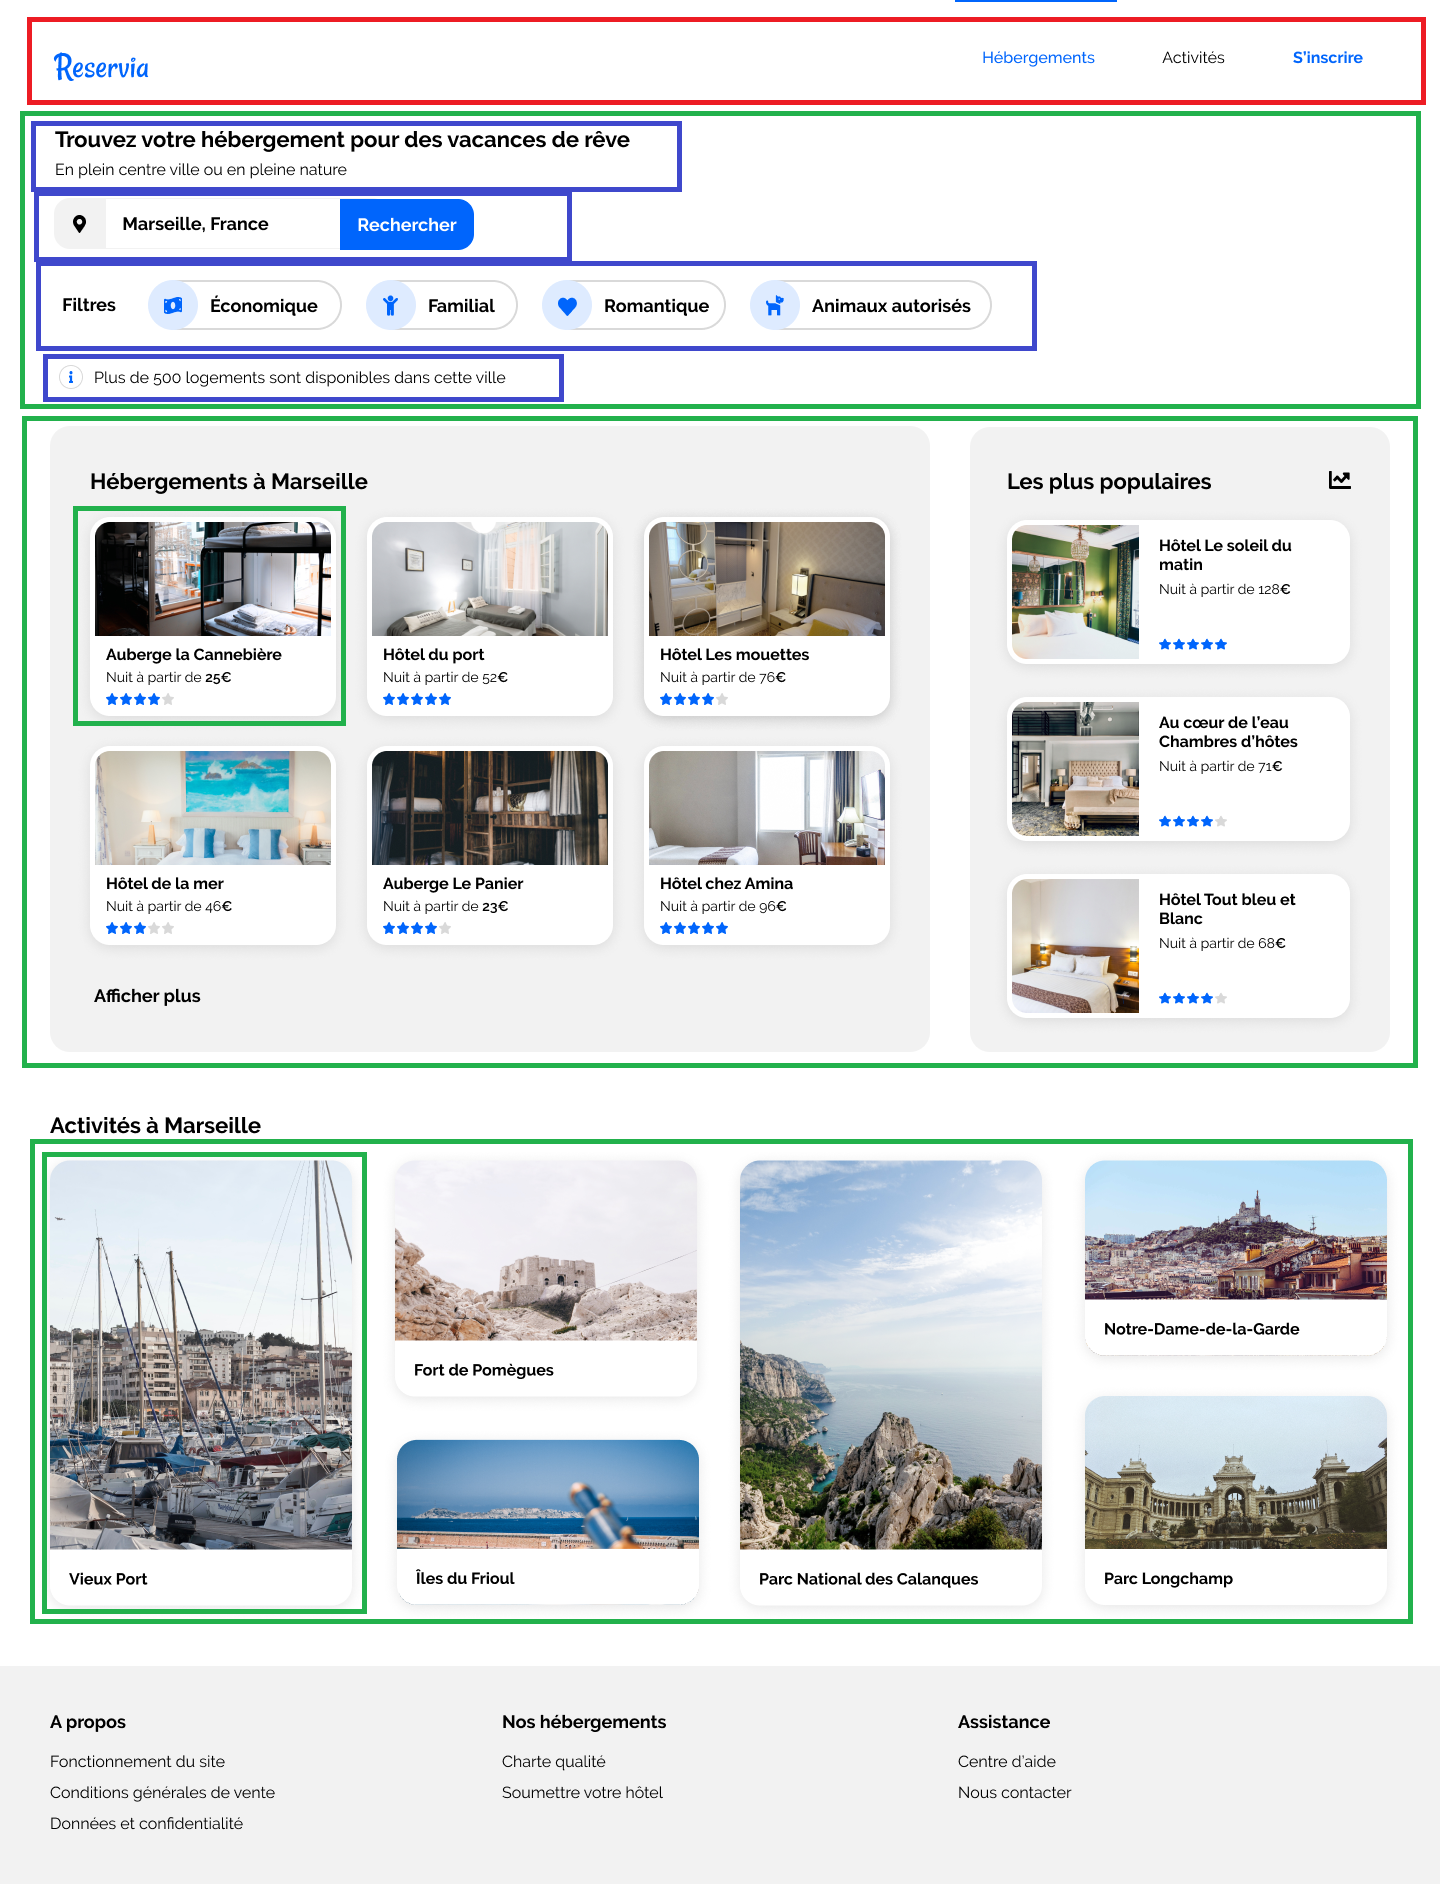 Reservia
Hébergements
Activités
S'inscrire
Trouvez votre hébergement pour des vacances de rêve
En plein centre ville ou en pleine nature
Marseille, France
Rechercher
Filtres
Économique
Familial
Romantique
Animaux autorisés
Plus de 500 logements sont disponibles dans cette ville
Hébergements à Marseille
Auberge la Cannebière
Nuit à partir de 25€
Hôtel du port
Nuit à partir de 52€
Hôtel Les mouettes
Nuit à partir de 76€
Hôtel de la mer
Nuit à partir de 46€
Auberge Le Panier
Nuit à partir de 23€
Hôtel chez Amina
Nuit à partir de 96€
Afficher plus
Les plus populaires
Hôtel Le soleil du
matin
Nuit à partir de 128€
Au cœur de l'eau
Chambres d'hôtes
Nuit à partir de 71€
Hôtel Tout bleu et
Blanc
Nuit à partir de 68€
Activités à Marseille
Vieux Port
Fort de Pomègues
Îles du Frioul
Parc National des Calanques
Notre-Dame-de-la-Garde
Parc Longchamp
A propos
Fonctionnement du site
Conditions générales de vente
Données et confidentialité
Nos hébergements
Charte qualité
Soumettre votre hôtel
Assistance
Centre d'aide
Nous contacter